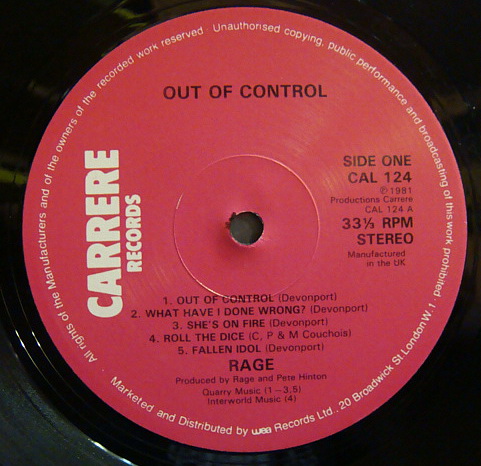 All rights of the Manufacturers and of the owners of the recorded work reserved Unauthorised copying, public performance and broadcasting of this work prohibited
OUT OF CONTROL
CARRERE
RECORDS
SIDE ONE
CAL 124
℗1981
Productions Carrere
CAL 124 A
33⅓ RPM
STEREO
Manufactured
in the UK
1. OUT OF CONTROL (Devonport)
2. WHAT HAVE I DONE WRONG? (Devonport)
3. SHE'S ON FIRE (Devonport)
4. ROLL THE DICE (C, P & M Couchois)
5. FALLEN IDOL (Devonport)
RAGE
Produced by Rage and Pete Hinton
Quarry Music (1–3,5)
Interworld Music (4)
Marketed and Distributed by wea Records Ltd., 20 Broadwick St. London W.1